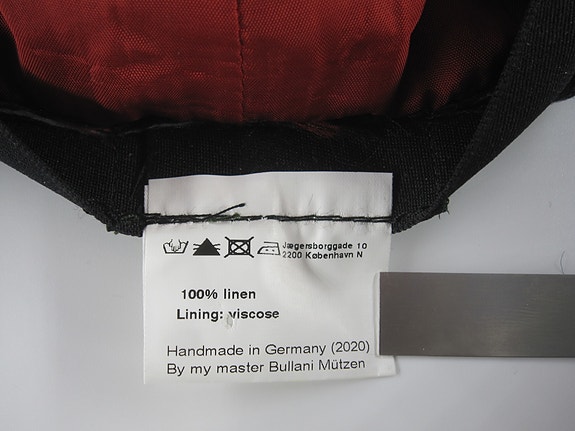 Jægersborggade 10
2200 København N
100% linen
Lining: viscose
Handmade in Germany (2020)
By my master Bullani Mützen